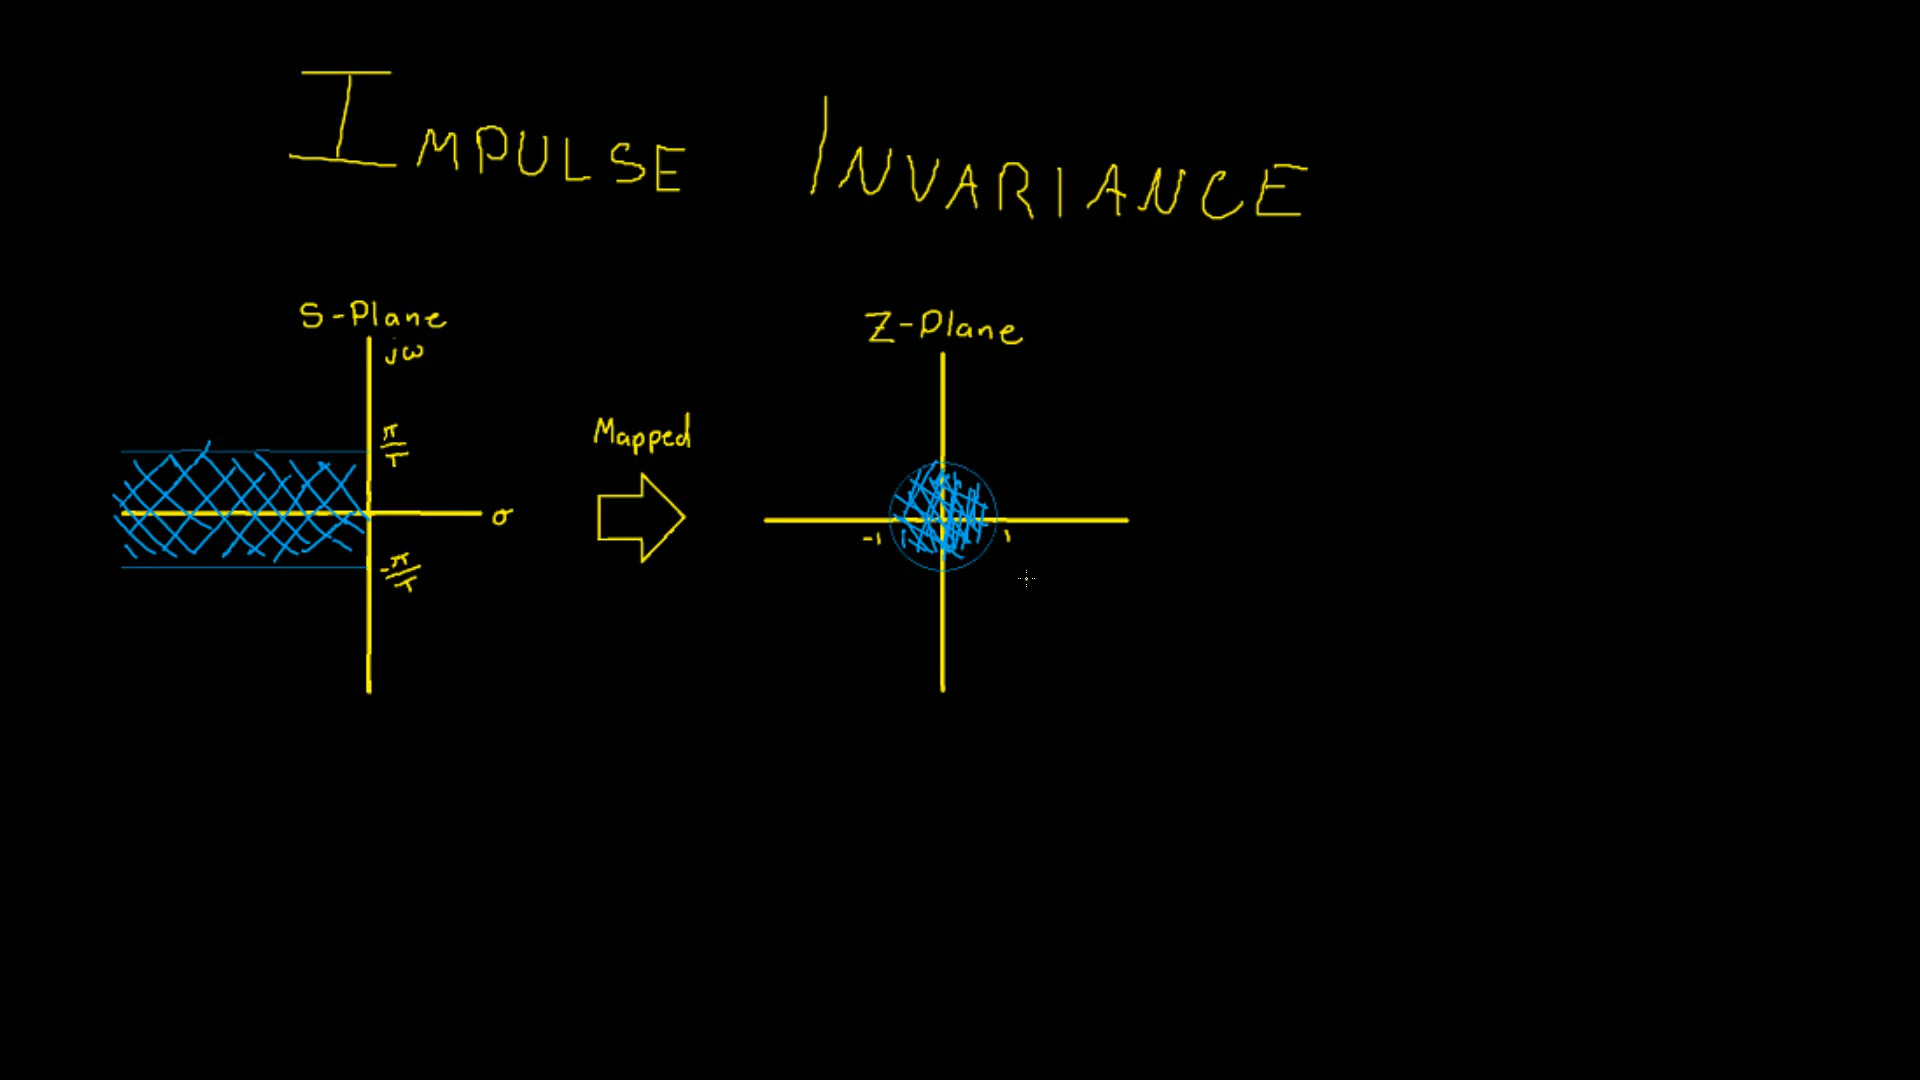 IMPULSE INVARIANCE
S-Plane
jω
π/T
σ
-π/T
Mapped
Z-Plane
-1
1